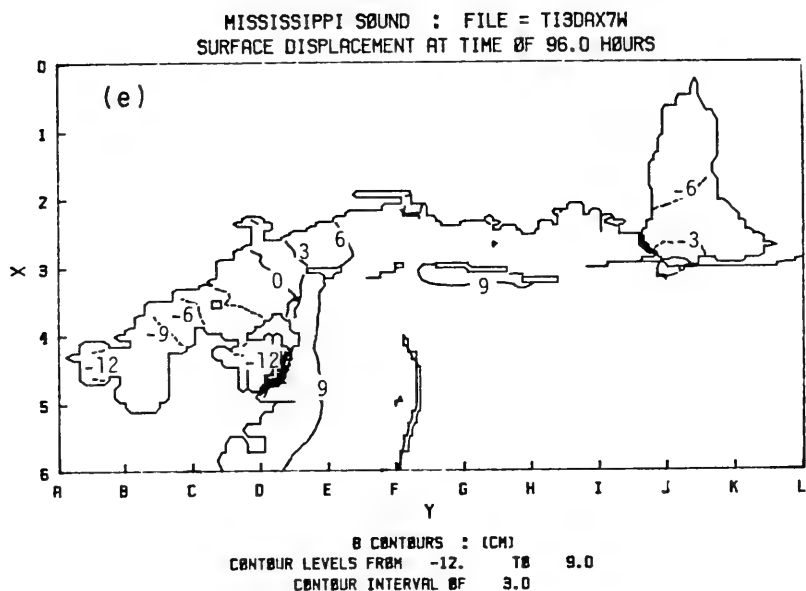 MISSISSIPPI SØUND : FILE = TI3DAX7W
SURFACE DISPLACEMENT AT TIME ØF 96.0 HØURS
(e)
0
1
2
3
4
5
6
X
-6
3
6
-3
0
9
-6
-9
-12
-12
9
A B C D E F G H I J K L
Y
8 CØNTØURS : (CM)
CØNTØUR LEVELS FRØM -12. TØ 9.0
CØNTØUR INTERVAL ØF 3.0